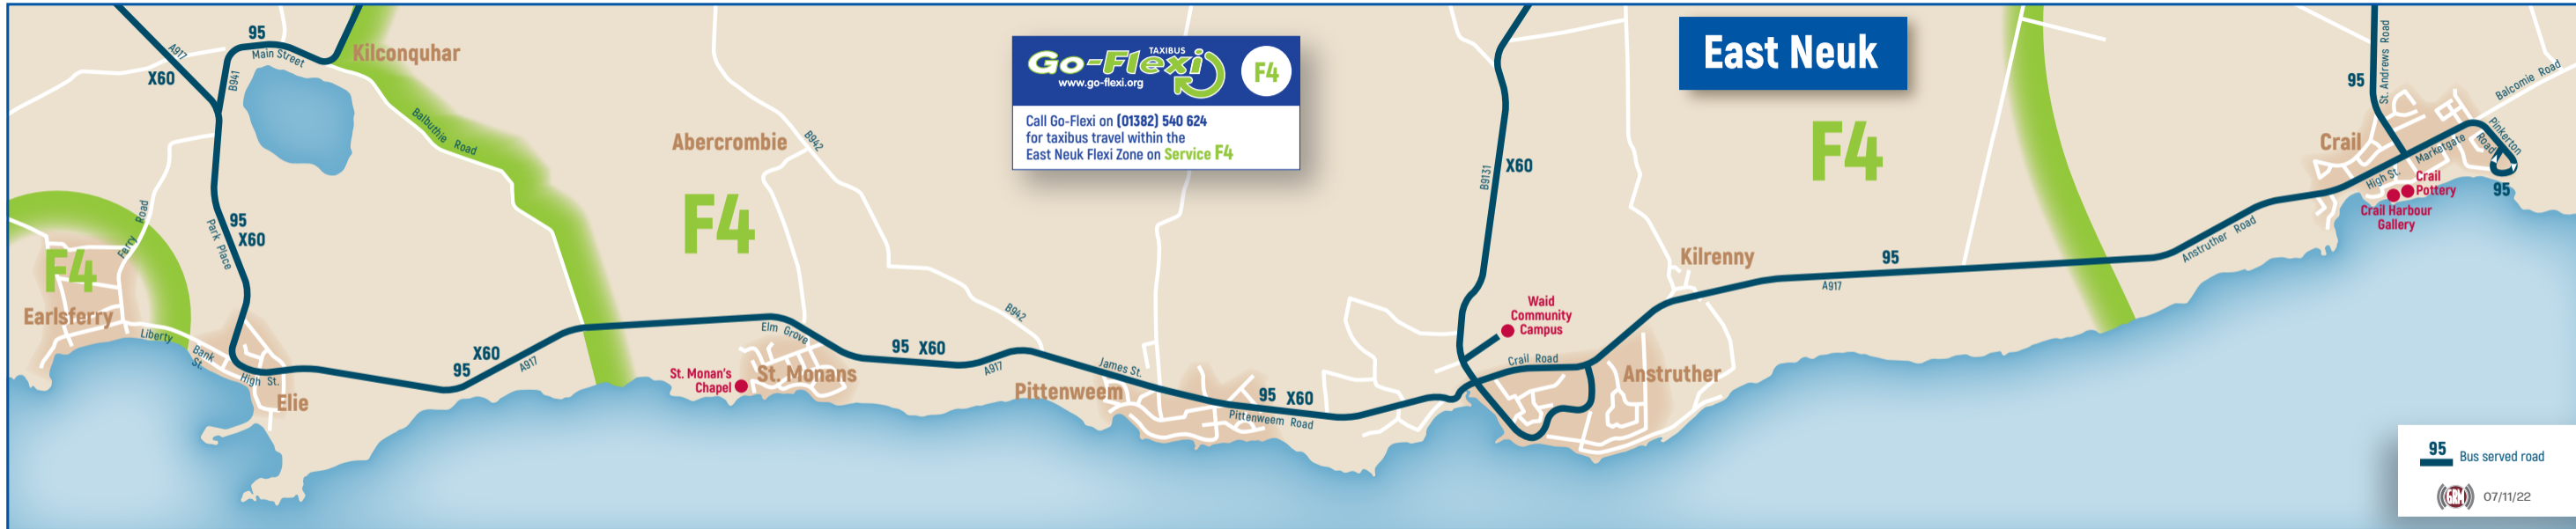 A917
X60
95
Main Street
B941
Kilconquhar
Balbuthie Road
Abercrombie
B942
F4
TAXIBUS
Go-Flexi
www.go-flexi.org
F4
Call Go-Flexi on (01382) 540 624
for taxibus travel within the
East Neuk Flexi Zone on Service F4
B9131
X60
East Neuk
F4
95
St. Andrews Road
Balcomie Road
Crail
Marketgate
Pinkerton
Road
High St.
95
Crail
Pottery
Crail Harbour
Gallery
Anstruther Road
Ferry Road
F4
Earlsferry
Liberty
Bank
St.
Park Place
95
X60
High St.
Elie
95
X60
A917
Elm Grove
St. Monan's
Chapel
St. Monans
95 X60
A917
B942
Pittenweem
James St.
95 X60
Pittenweem Road
Waid
Community
Campus
Crail Road
Anstruther
Kilrenny
95
A917
95
Bus served road
GRM
07/11/22